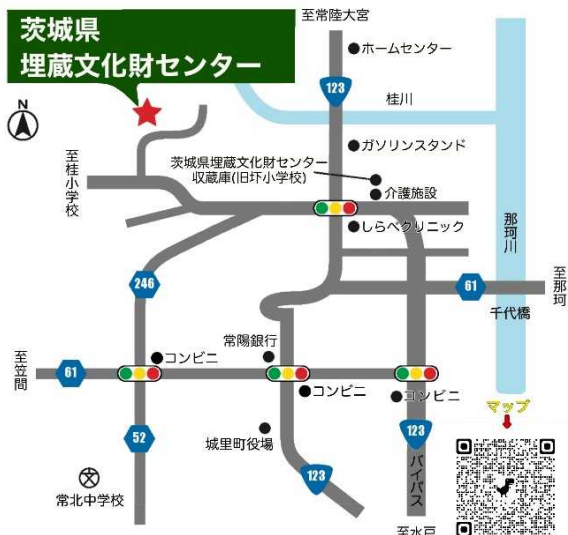 茨城県
埋蔵文化財センター
至常陸大宮
ホームセンター
123
桂川
N
ガソリンスタンド
至桂小学校
茨城県埋蔵文化財センター
収蔵庫(旧圷小学校)
介護施設
しらべクリニック
那珂川
246
61
至那珂
千代橋
常陽銀行
至笠間
61
コンビニ
コンビニ
コンビニ
マップ
52
城里町役場
123
バイパス
文
常北中学校
123
至水戸